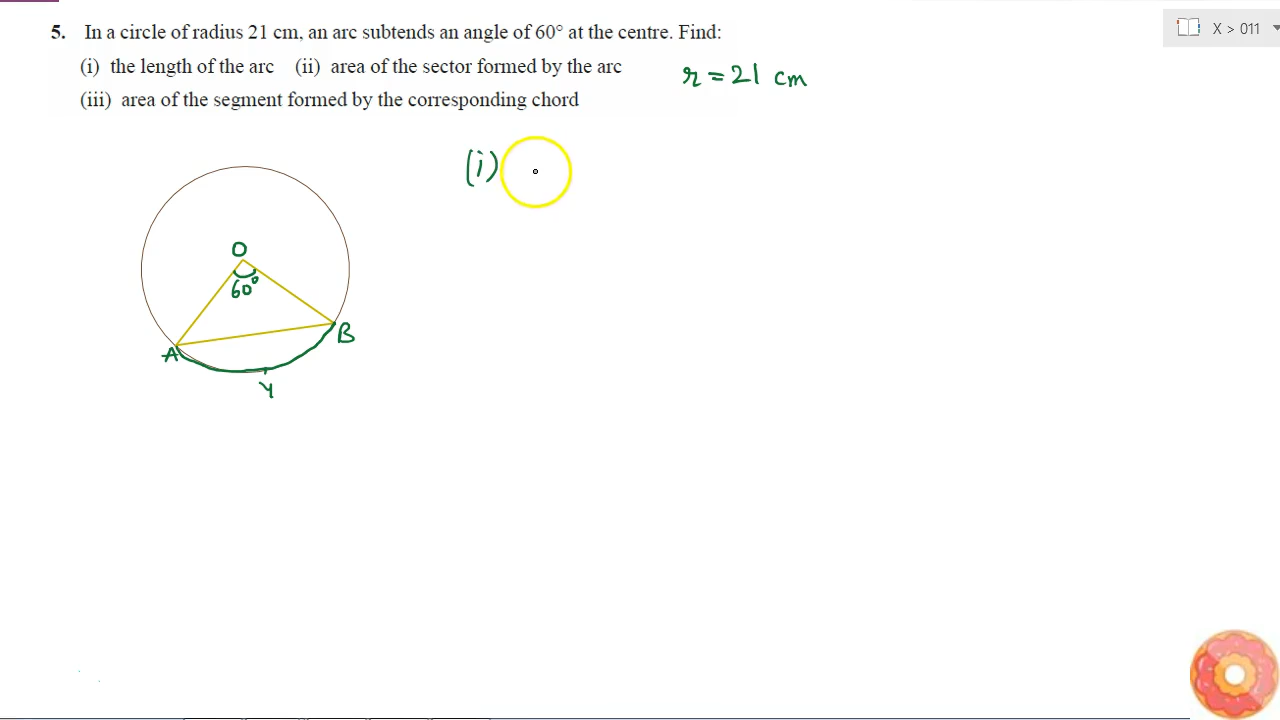 5. In a circle of radius 21 cm, an arc subtends an angle of 60° at the centre. Find:
(i) the length of the arc (ii) area of the sector formed by the arc
(iii) area of the segment formed by the corresponding chord
r = 21 cm
X > 011
(i)
O
60°
A
B
Y